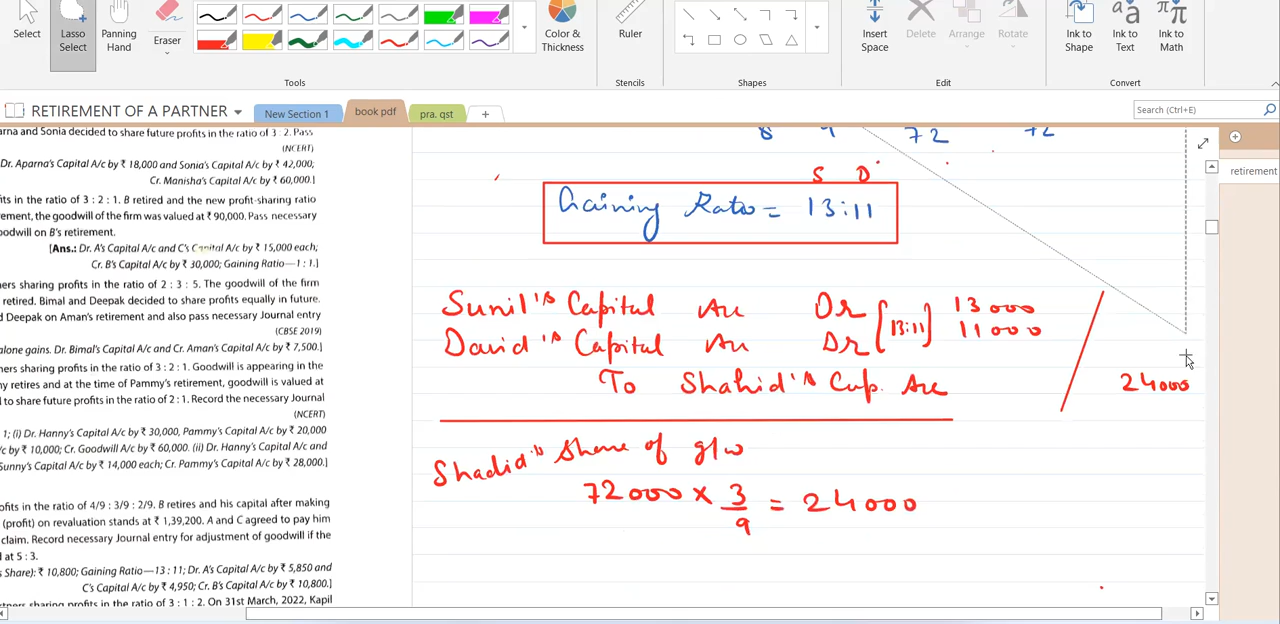 Select
Lasso Select
Panning Hand
Eraser
Color & Thickness
Ruler
Insert Space
Delete
Arrange
Rotate
Ink to Shape
Ink to Text
Ink to Math
Tools
Stencils
Shapes
Edit
Convert
RETIREMENT OF A PARTNER
New Section 1
book pdf
pra. qst
+
Search (Ctrl+E)
retirement
rna and Sonia decided to share future profits in the ratio of 3 : 2. Pass
(NCERT)
Dr. Aparna's Capital A/c by ₹ 18,000 and Sonia's Capital A/c by ₹ 42,000;
Cr. Manisha's Capital A/c by ₹ 60,000.]
fits in the ratio of 3 : 2 : 1. B retired and the new profit-sharing ratio
rement, the goodwill of the firm was valued at ₹ 90,000. Pass necessary
oodwill on B's retirement.
[Ans.: Dr. A's Capital A/c and C's Capital A/c by ₹ 15,000 each;
Cr. B's Capital A/c by ₹ 30,000; Gaining Ratio—1 : 1.]
ners sharing profits in the ratio of 2 : 3 : 5. The goodwill of the firm
retired. Bimal and Deepak decided to share profits equally in future.
d Deepak on Aman's retirement and also pass necessary Journal entry
(CBSE 2019)
alone gains. Dr. Bimal's Capital A/c and Cr. Aman's Capital A/c by ₹ 7,500.]
ners sharing profits in the ratio of 3 : 2 : 1. Goodwill is appearing in the
ny retires and at the time of Pammy's retirement, goodwill is valued at
d to share future profits in the ratio of 2 : 1. Record the necessary Journal
(NCERT)
1; (i) Dr. Hanny's Capital A/c by ₹ 30,000, Pammy's Capital A/c by ₹ 20,000
/c by ₹ 10,000; Cr. Goodwill A/c by ₹ 60,000. (ii) Dr. Hanny's Capital A/c and
Sunny's Capital A/c by ₹ 14,000 each; Cr. Pammy's Capital A/c by ₹ 28,000.]
ofits in the ratio of 4/9 : 3/9 : 2/9. B retires and his capital after making
(profit) on revaluation stands at ₹ 1,39,200. A and C agreed to pay him
claim. Record necessary Journal entry for adjustment of goodwill if the
d at 5 : 3.
Share): ₹ 10,800; Gaining Ratio—13 : 11; Dr. A's Capital A/c by ₹ 5,850 and
C's Capital A/c by ₹ 4,950; Cr. B's Capital A/c by ₹ 10,800.]
rtners sharing profits in the ratio of 3 : 1 : 2. On 31st March, 2022, Kapil
8 9 72 72
S D
Gaining Ratio = 13:11
Sunil's Capital A/c Dr [13:11] 13000
David's Capital A/c Dr 11000
To Shahid's Cap. A/c 24000
Shahid's Share of g/w
72000 × 3/9 = 24000